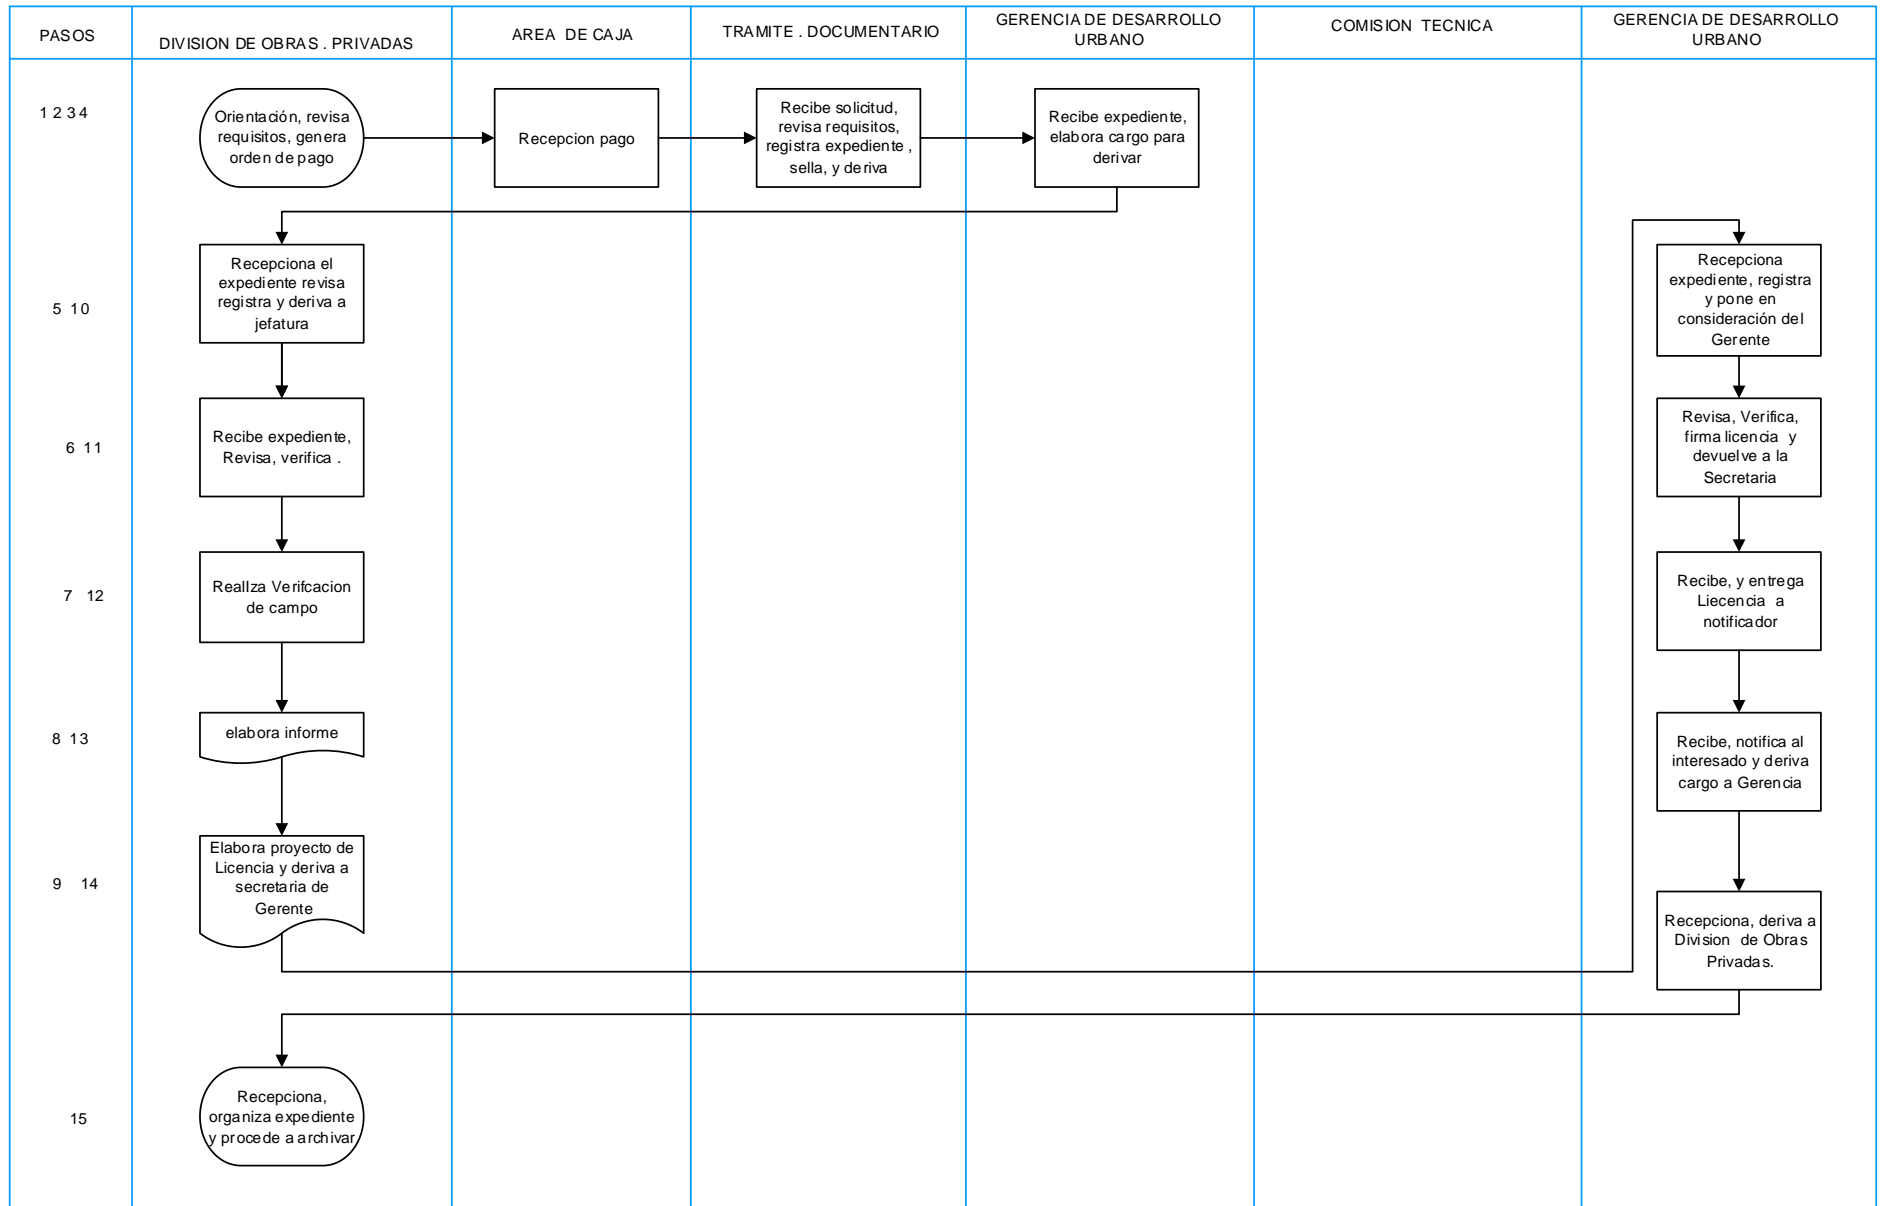 PASOS
DIVISION DE OBRAS . PRIVADAS
AREA DE CAJA
TRAMITE . DOCUMENTARIO
GERENCIA DE DESARROLLO
URBANO
COMISION TECNICA
GERENCIA DE DESARROLLO
URBANO
1 2 3 4
Orientación, revisa
requisitos, genera
orden de pago
Recepcion pago
Recibe solicitud,
revisa requisitos,
registra expediente ,
sella, y deriva
Recibe expediente,
elabora cargo para
derivar
5 10
Recepciona el
expediente revisa
registra y deriva a
jefatura
Recepciona
expediente, registra
y pone en
consideración del
Gerente
6 11
Recibe expediente,
Revisa, verifica .
Revisa, Verifica,
firma licencia y
devuelve a la
Secretaria
7 12
RealIza Verifcacion
de campo
Recibe, y entrega
Liecencia a
notificador
8 13
elabora informe
Recibe, notifica al
interesado y deriva
cargo a Gerencia
9 14
Elabora proyecto de
Licencia y deriva a
secretaria de
Gerente
Recepciona, deriva a
Division de Obras
Privadas.
15
Recepciona,
organiza expediente
y procede a archivar